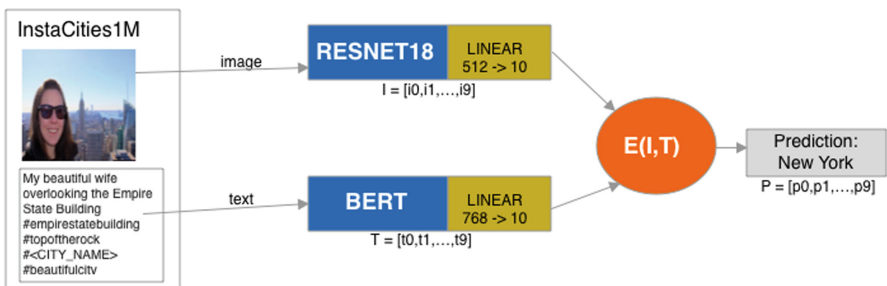 InstaCities1M
My beautiful wife
overlooking the Empire
State Building
#empirestatebuilding
#topoftherock
#<CITY_NAME>
#beautifulcity
image
text
RESNET18
LINEAR
512 -> 10
I = [i0,i1,...,i9]
BERT
LINEAR
768 -> 10
T = [t0,t1,...,t9]
E(I,T)
Prediction:
New York
P = [p0,p1,...,p9]